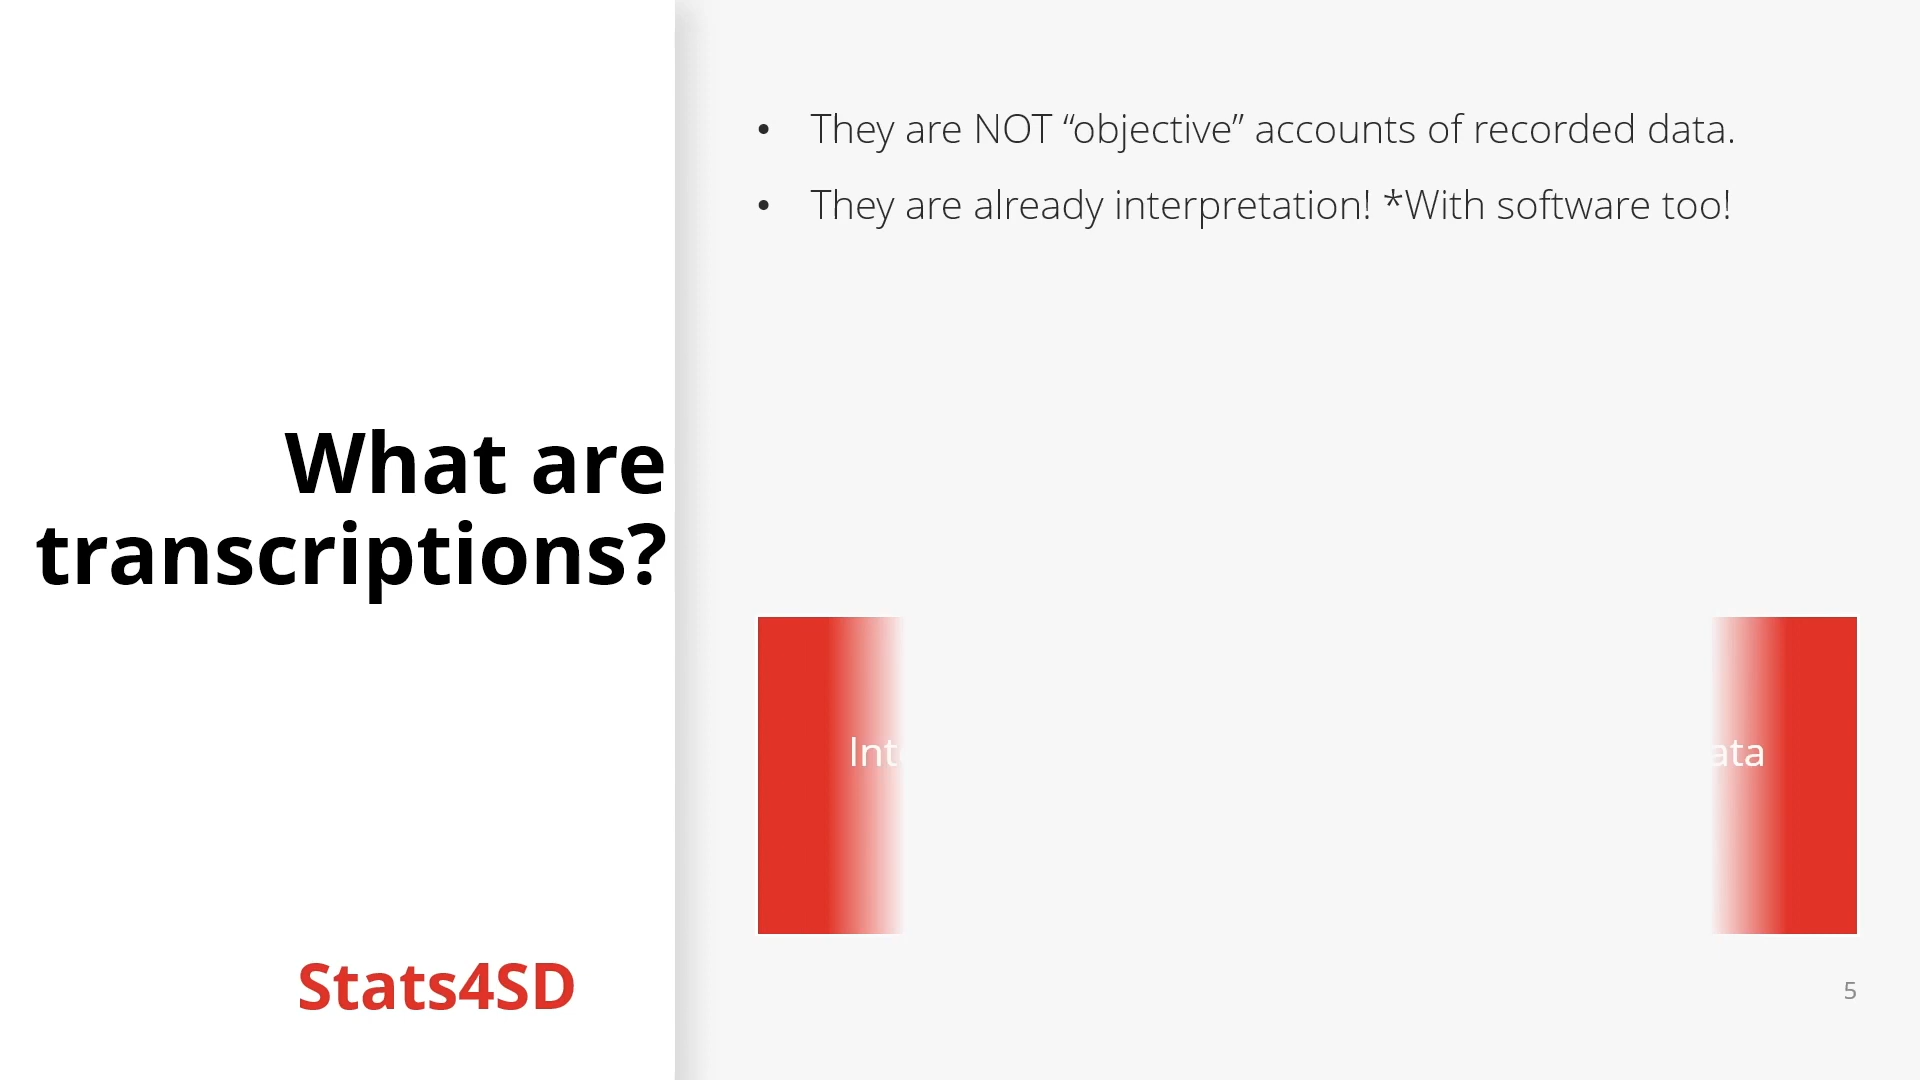 What are
transcriptions?
• They are NOT “objective” accounts of recorded data.
• They are already interpretation! *With software too!
Stats4SD
5